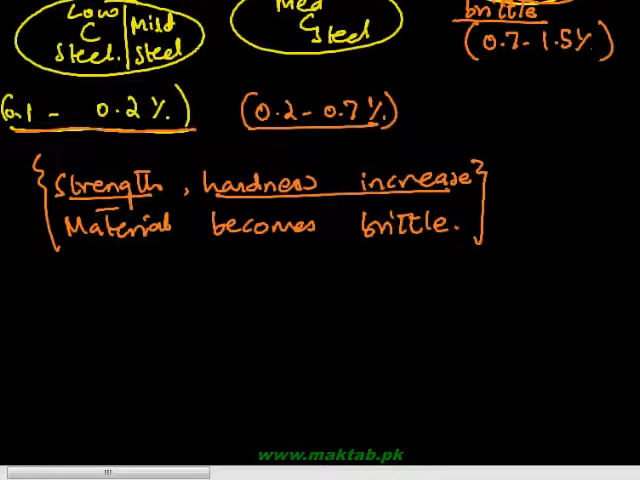 Low
C
Steel
Mild
Steel
Med
C
Steel
brittle
(0.7 - 1.5%)
(0.1 - 0.2%)
(0.2 - 0.7%)
{Strength, hardness increase}
Material becomes brittle.
www.maktab.pk